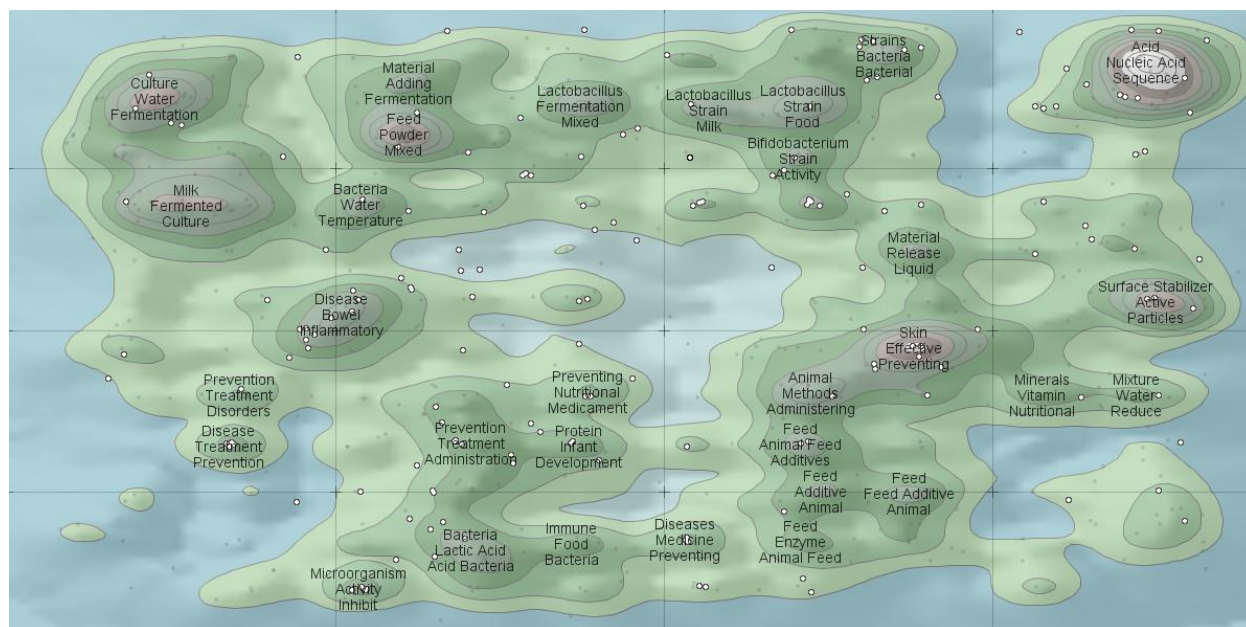 Culture
Water
Fermentation
Material
Adding
Fermentation
Feed
Powder
Mixed
Lactobacillus
Fermentation
Mixed
Lactobacillus
Strain
Milk
Lactobacillus
Strain
Food
Strains
Bacteria
Bacterial
Acid
Nucleic Acid
Sequence
Bifidobacterium
Strain
Activity
Milk
Fermented
Culture
Bacteria
Water
Temperature
Material
Release
Liquid
Disease
Bowel
Inflammatory
Surface Stabilizer
Active
Particles
Skin
Effective
Preventing
Prevention
Treatment
Disorders
Preventing
Nutritional
Medicament
Animal
Methods
Administering
Minerals
Vitamin
Nutritional
Mixture
Water
Reduce
Disease
Treatment
Prevention
Prevention
Treatment
Administration
Protein
Infant
Development
Feed
Animal Feed
Additives
Feed
Additive
Animal
Feed
Feed Additive
Animal
Bacteria
Lactic Acid
Acid Bacteria
Immune
Food
Bacteria
Diseases
Medicine
Preventing
Feed
Enzyme
Animal Feed
Microorganism
Activity
Inhibit